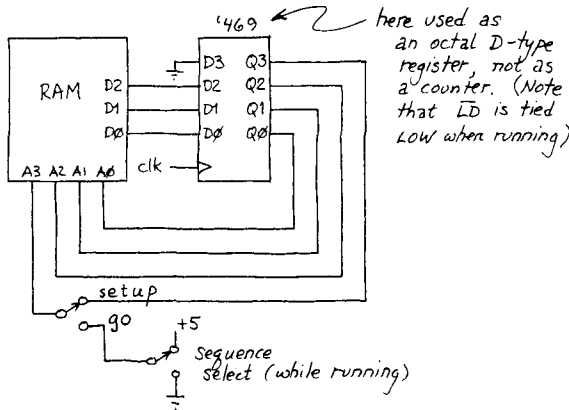 '469
here used as
an octal D-type
register, not as
a counter. (Note
that LD is tied
LOW when running)
RAM
D2
D1
DØ
A3 A2 A1 AØ
D3
D2
D1
DØ
clk
Q3
Q2
Q1
QØ
setup
go
+5
sequence
select (while running)